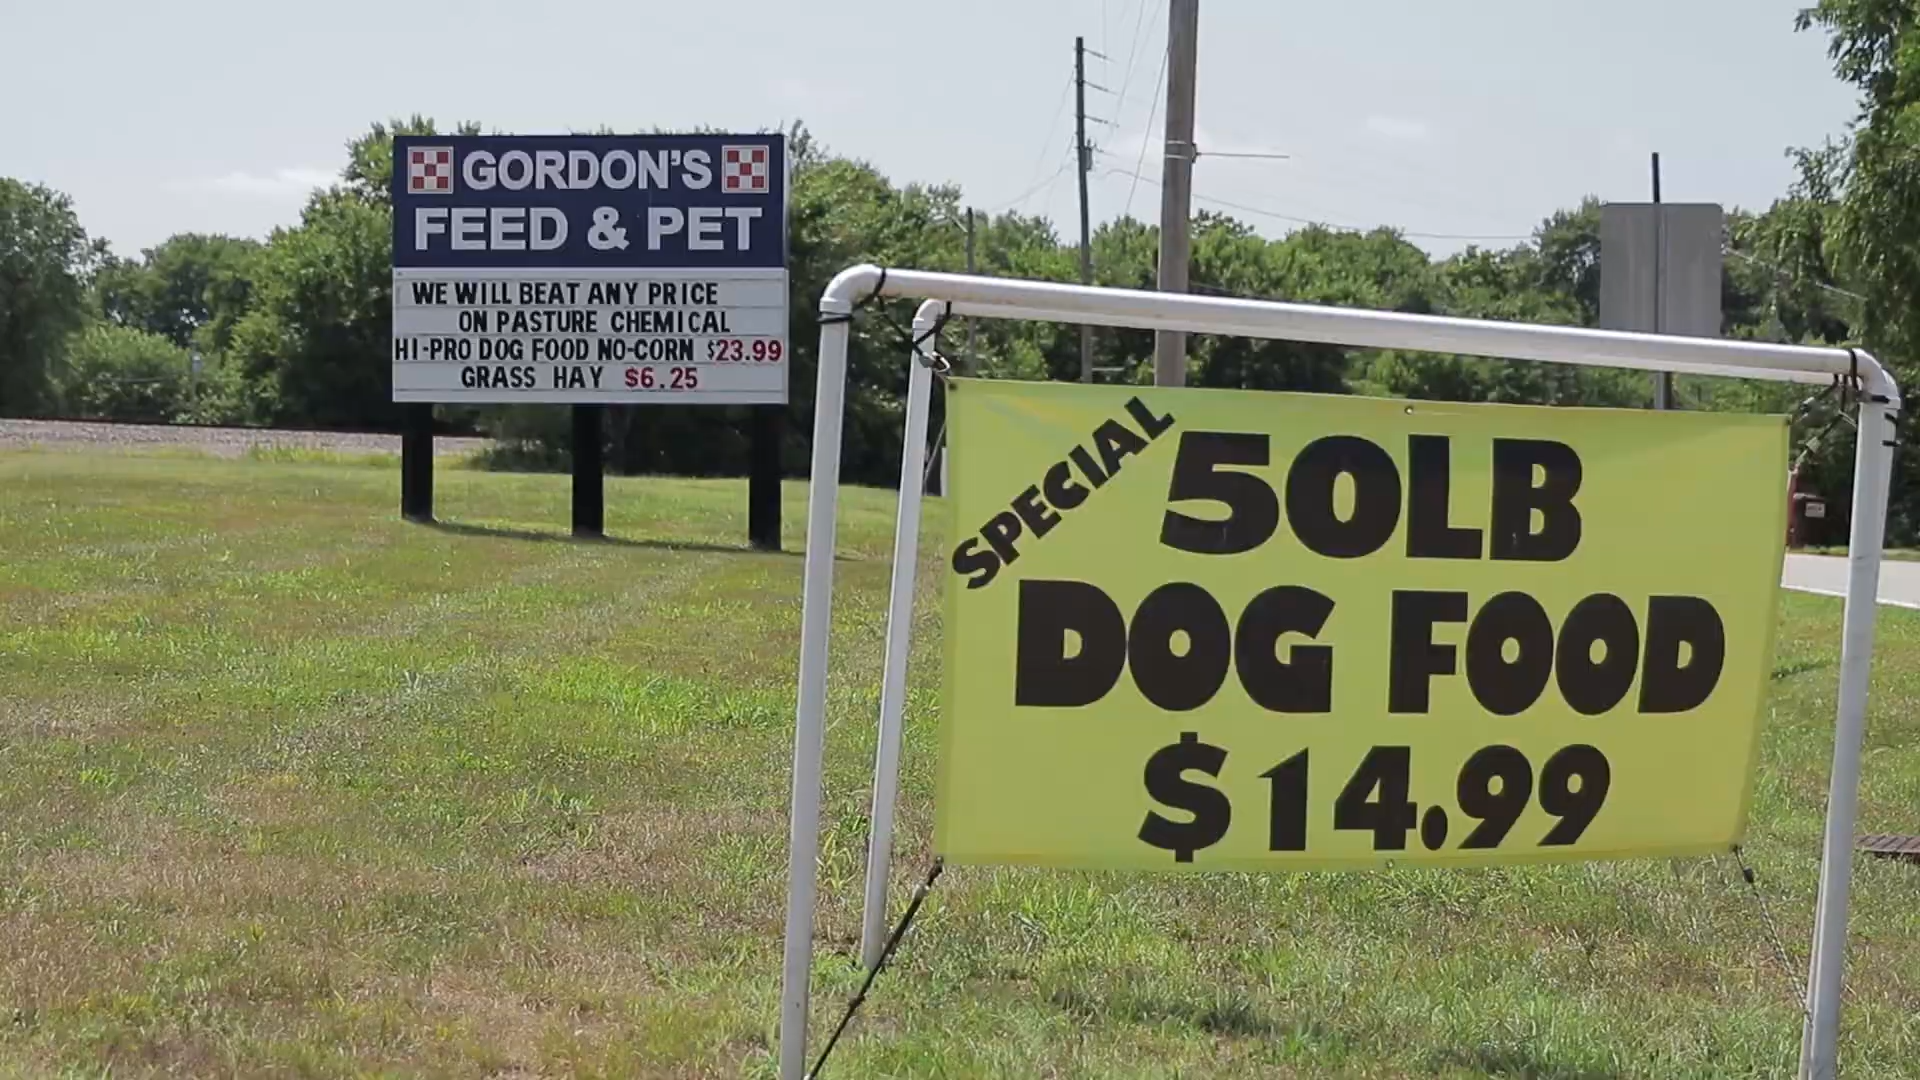 GORDON'S
FEED & PET
WE WILL BEAT ANY PRICE
ON PASTURE CHEMICAL
HI-PRO DOG FOOD NO-CORN $23.99
GRASS HAY $6.25
SPECIAL
50LB
DOG FOOD
$14.99